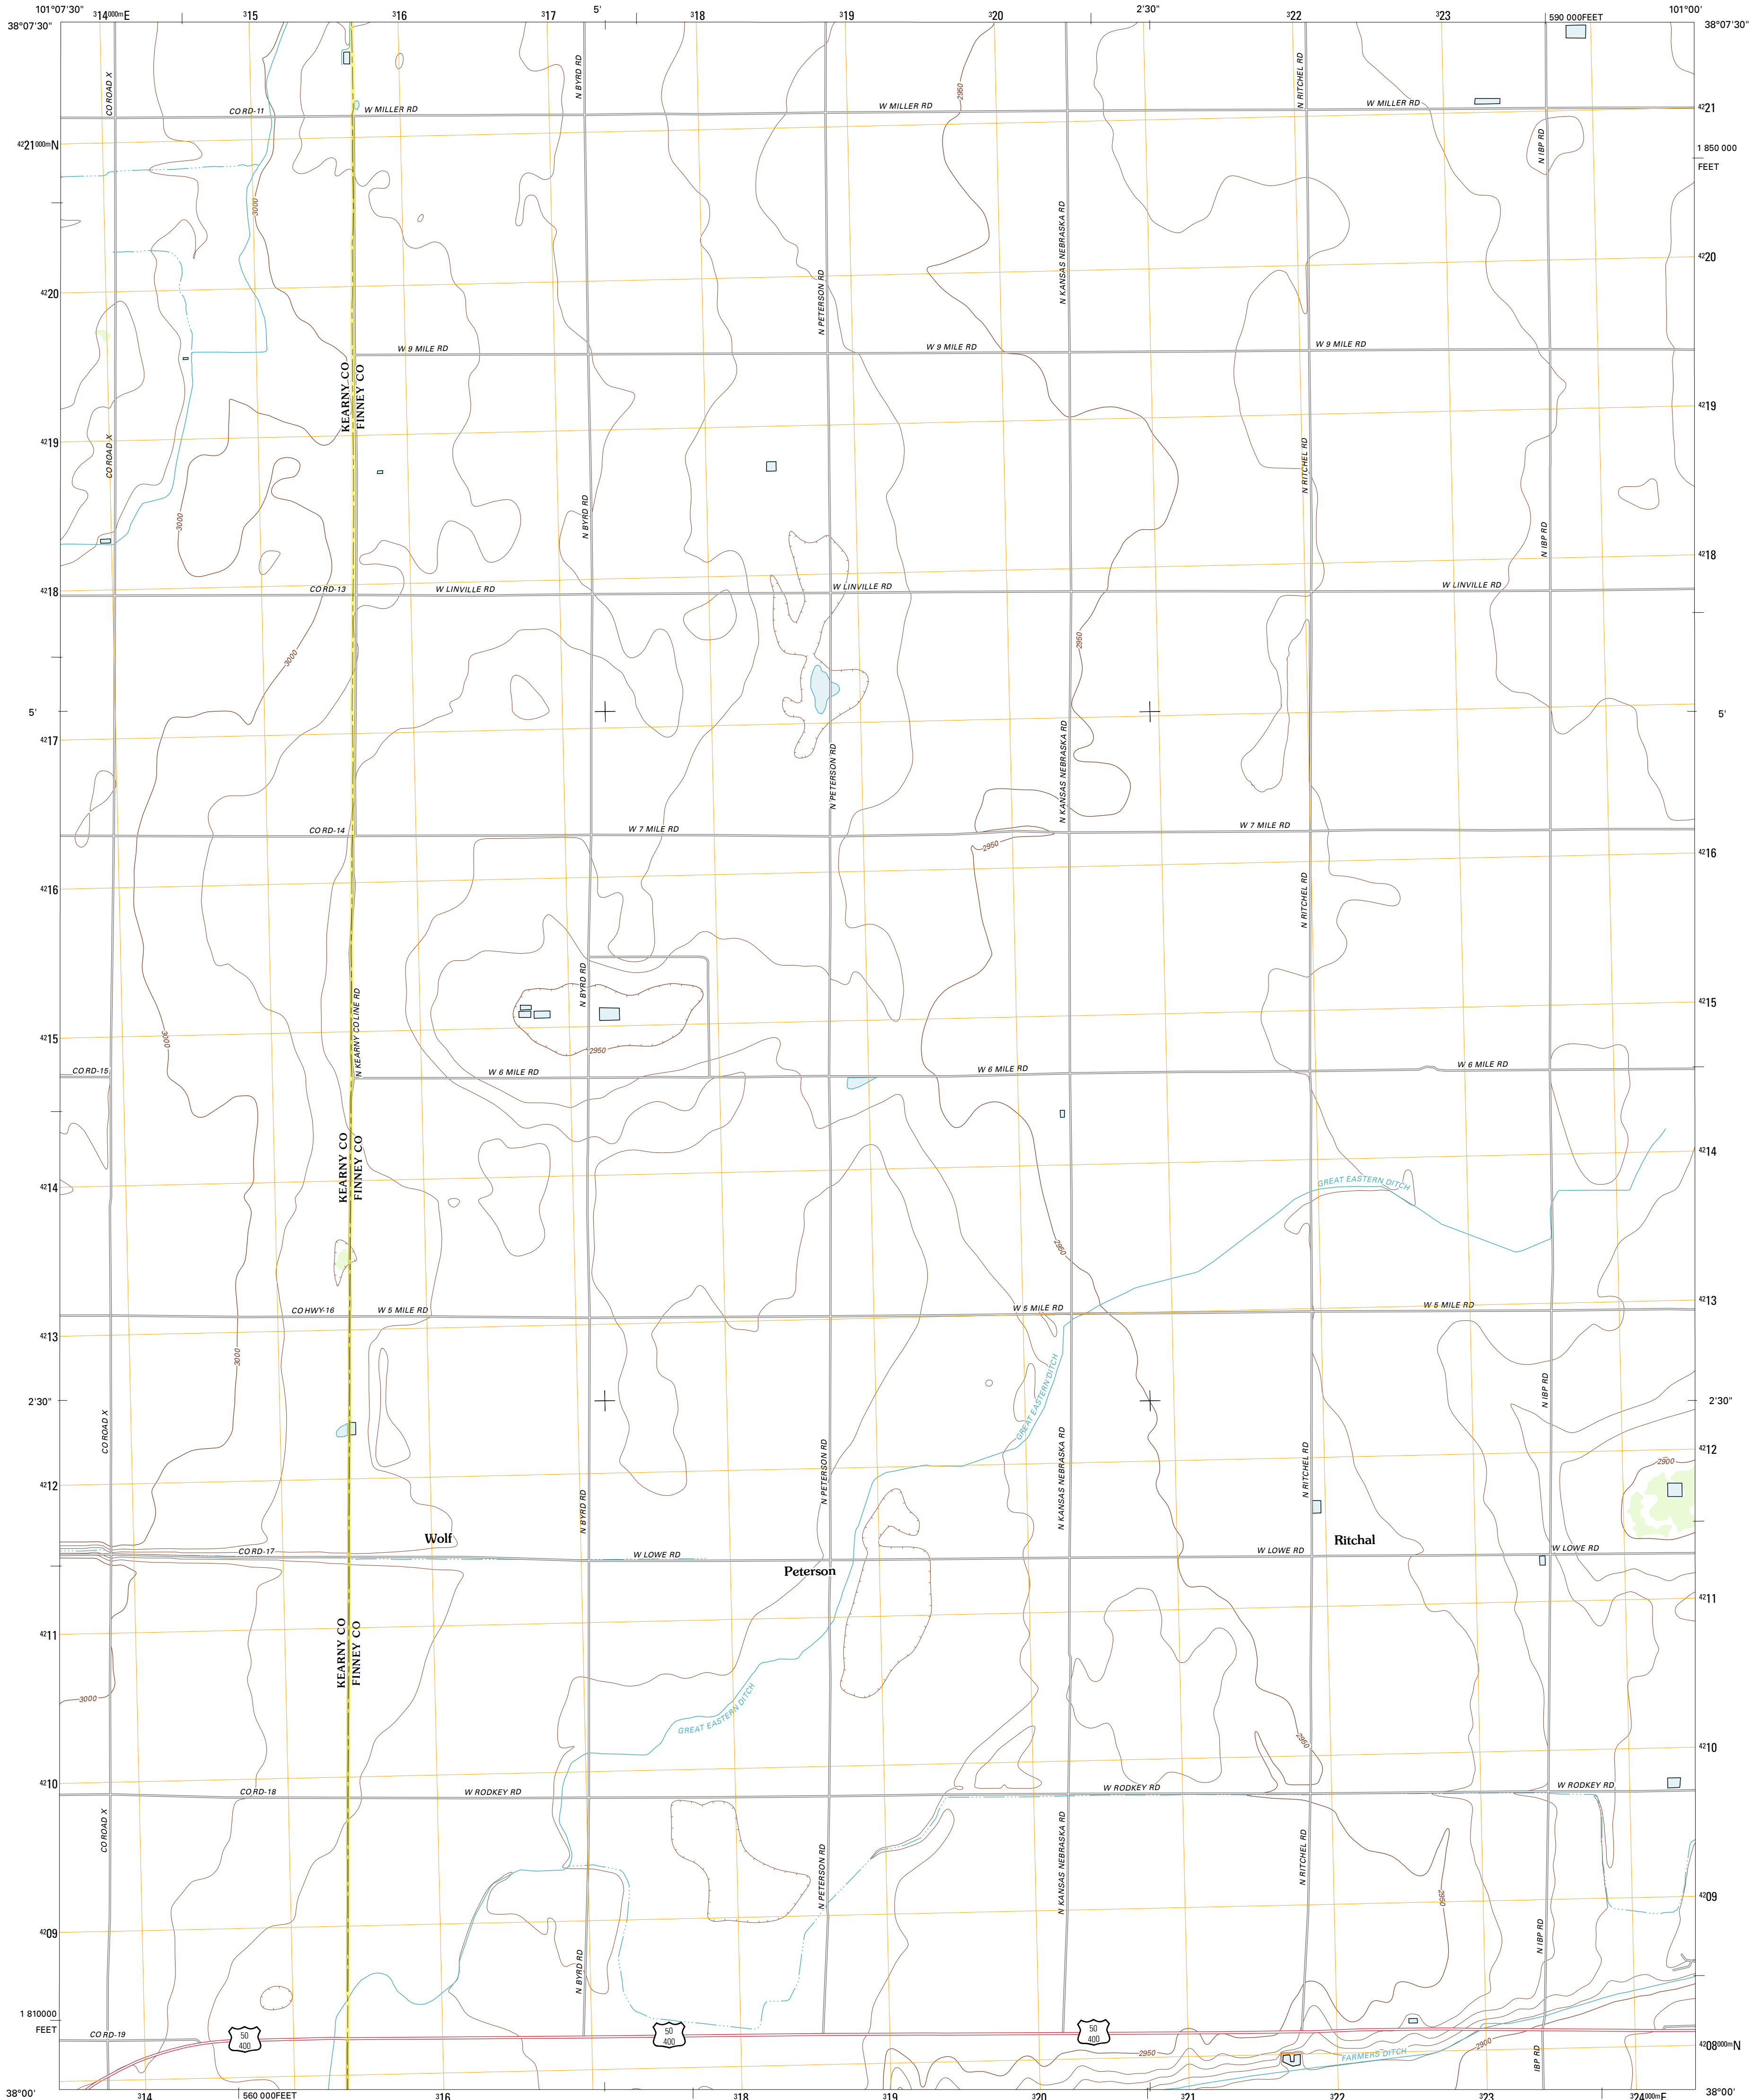 101°07'30" 314000mE 315 316 317 5' 318 319 320 2'30" 322 323 590 000FEET 101°00'
38°07'30" 38°07'30"
N BYRD RD
N RITCHEL RD
CO ROAD X
2950
CO RD-11 W MILLER RD W MILLER RD W MILLER RD 4221
4221000mN
N IBP RD
1 850 000
FEET
3000
N KANSAS NEBRASKA RD
4220
4220
N PETERSON RD
W 9 MILE RD W 9 MILE RD W 9 MILE RD
KEARNY CO
FINNEY CO
4219
4219
CO ROAD X
N RITCHEL RD
3000
N BYRD RD
N IBP RD
4218
4218
CO RD-13 W LINVILLE RD W LINVILLE RD W LINVILLE RD
2950
3000
5' 5'
4217
N PETERSON RD
N KANSAS NEBRASKA RD
CO RD-14 W 7 MILE RD W 7 MILE RD
2950
4216
4216
N RITCHEL RD
N BYRD RD
4215
N KEARNY CO LINE RD
3000
4215
2950
CO RD-15 W 6 MILE RD W 6 MILE RD W 6 MILE RD
KEARNY CO
FINNEY CO
4214
4214
GREAT EASTERN DITCH
2950
4213
CO HWY-16 W 5 MILE RD W 5 MILE RD W 5 MILE RD
4213
3000
GREAT EASTERN DITCH
N IBP RD
2'30" 2'30"
CO ROAD X
4212
N PETERSON RD
N KANSAS NEBRASKA RD
N RITCHEL RD
2900
4212
N BYRD RD
Wolf Ritchal
CO RD-17 W LOWE RD W LOWE RD W LOWE RD
Peterson
4211
4211
KEARNY CO
FINNEY CO
3000
GREAT EASTERN DITCH
2950
4210
4210
CO RD-18 W RODKEY RD W RODKEY RD W RODKEY RD
CO ROAD X
N PETERSON RD
N KANSAS NEBRASKA RD
N RITCHEL RD
2950
4209
4209
N IBP RD
N BYRD RD
1 810000
FEET
CO RD-19
50
400
50
400
50
400
4208000mN
2950
2900
FARMERS DITCH
IBP RD
38°00' 38°00'
314 560 000FEET 316 318 319 320 321 322 323 324000mE